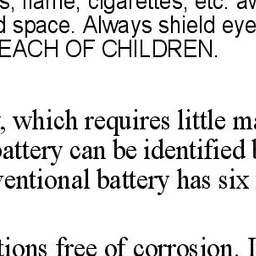 s, flame, cigarettes, etc. aw
d space. Always shield eye
EACH OF CHILDREN.
, which requires little ma
battery can be identified b
ventional battery has six
tions free of corrosion. I